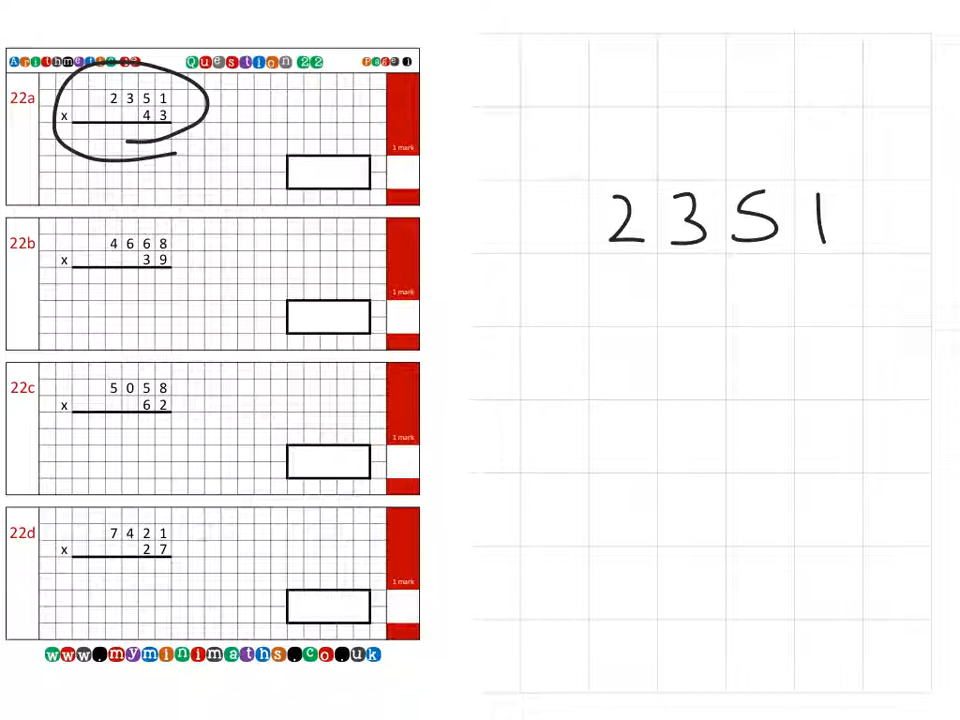 Arithmetic 22 Question 22 Page 1
22a 2 3 5 1
x 4 3
1 mark
22b 4 6 6 8
x 3 9
1 mark
22c 5 0 5 8
x 6 2
1 mark
22d 7 4 2 1
x 2 7
1 mark
www.myminimaths.co.uk
2 3 5 1